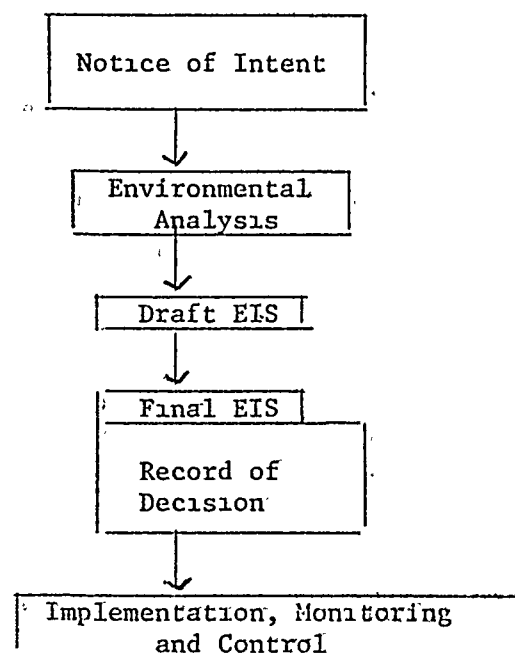 Notice of Intent
Environmental
Analysis
Draft EIS
Final EIS
Record of
Decision
Implementation, Monitoring
and Control